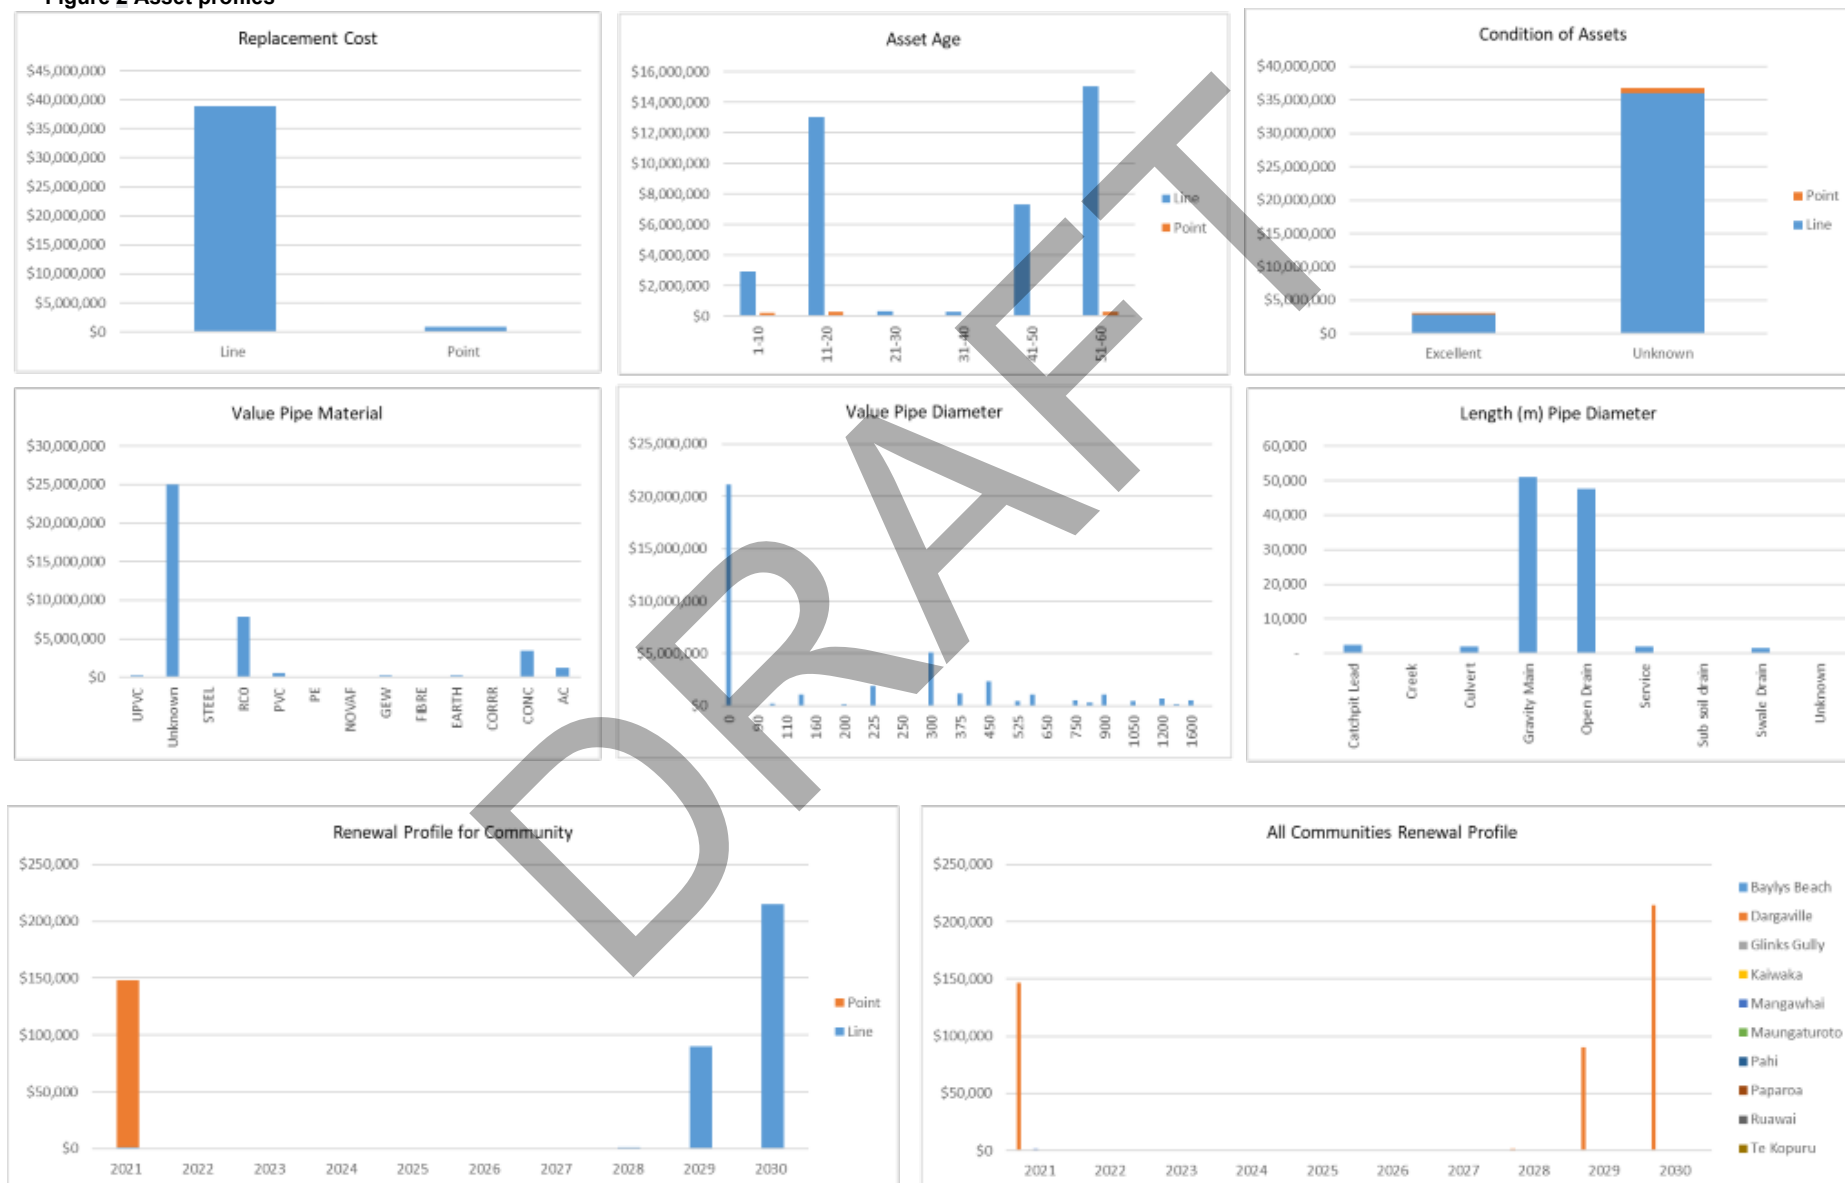 Figure 2 Asset profiles
Replacement Cost
$45,000,000
$40,000,000
$35,000,000
$30,000,000
$25,000,000
$20,000,000
$15,000,000
$10,000,000
$5,000,000
$0
Line
Point
Asset Age
$16,000,000
$14,000,000
$12,000,000
$10,000,000
$8,000,000
$6,000,000
$4,000,000
$2,000,000
$0
1-10
11-20
21-30
31-40
41-50
51-60
Line
Point
Condition of Assets
$40,000,000
$35,000,000
$30,000,000
$25,000,000
$20,000,000
$15,000,000
$10,000,000
$5,000,000
$0
Excellent
Unknown
Point
Line
Value Pipe Material
$30,000,000
$25,000,000
$20,000,000
$15,000,000
$10,000,000
$5,000,000
$0
UPVC
Unknown
STEEL
RC0
PVC
PE
NOVAF
GEW
FIBRE
EARTH
CORRR
CONC
AC
Value Pipe Diameter
$25,000,000
$20,000,000
$15,000,000
$10,000,000
$5,000,000
$0
0
90
110
160
200
225
250
300
375
450
525
650
750
900
1050
1200
1600
Length (m) Pipe Diameter
60,000
50,000
40,000
30,000
20,000
10,000
-
Catchpit Lead
Creek
Culvert
Gravity Main
Open Drain
Service
Sub soil drain
Swale Drain
Unknown
Renewal Profile for Community
$250,000
$200,000
$150,000
$100,000
$50,000
$0
2021
2022
2023
2024
2025
2026
2027
2028
2029
2030
Point
Line
All Communities Renewal Profile
$250,000
$200,000
$150,000
$100,000
$50,000
$0
2021
2022
2023
2024
2025
2026
2027
2028
2029
2030
Baylys Beach
Dargaville
Glinks Gully
Kaiwaka
Mangawhai
Maungaturoto
Pahi
Paparoa
Ruawai
Te Kopuru
DRAFT